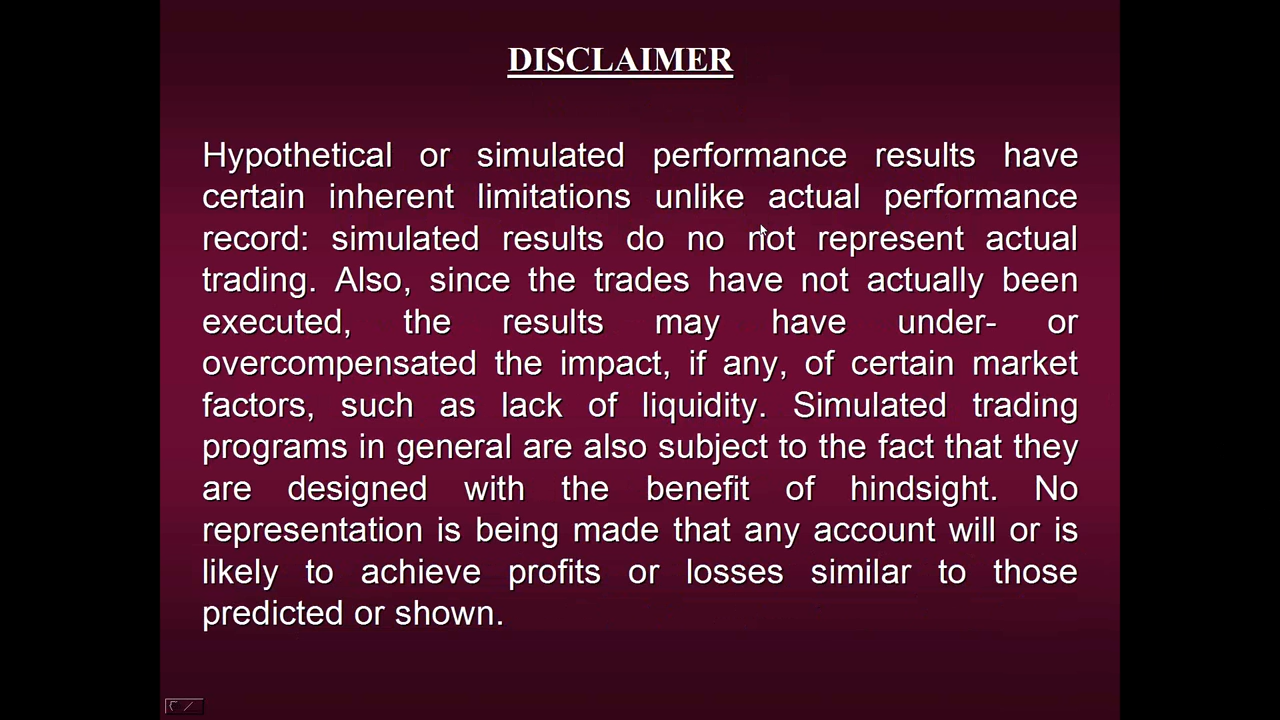 DISCLAIMER
Hypothetical or simulated performance results have
certain inherent limitations unlike actual performance
record: simulated results do no not represent actual
trading. Also, since the trades have not actually been
executed, the results may have under- or
overcompensated the impact, if any, of certain market
factors, such as lack of liquidity. Simulated trading
programs in general are also subject to the fact that they
are designed with the benefit of hindsight. No
representation is being made that any account will or is
likely to achieve profits or losses similar to those
predicted or shown.